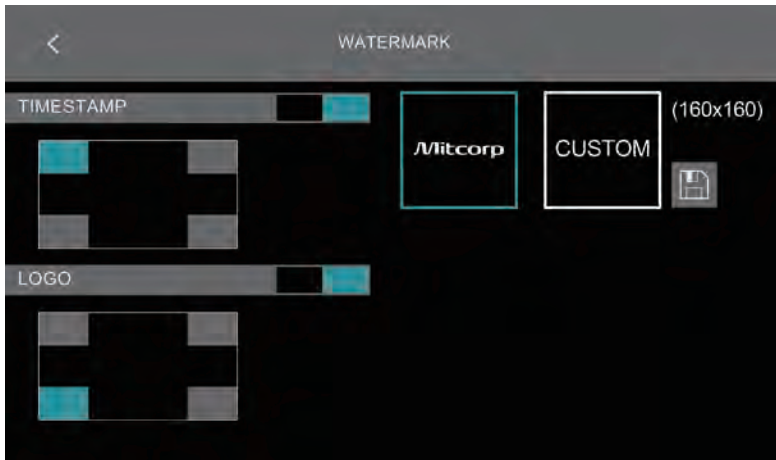 WATERMARK
TIMESTAMP
Mitcorp
CUSTOM
(160x160)
LOGO